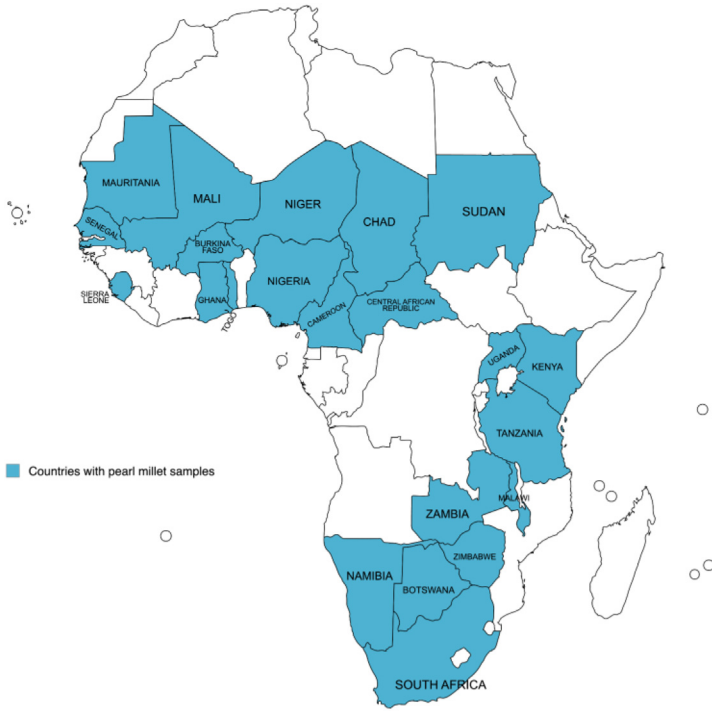 MAURITANIA
MALI
NIGER
CHAD
SUDAN
SENEGAL
BURKINA
FASO
NIGERIA
SIERRA
LEONE
GHANA
TOGO
CAMEROON
CENTRAL AFRICAN
REPUBLIC
UGANDA
KENYA
TANZANIA
Countries with pearl millet samples
MALAWI
ZAMBIA
ZIMBABWE
NAMIBIA
BOTSWANA
SOUTH AFRICA